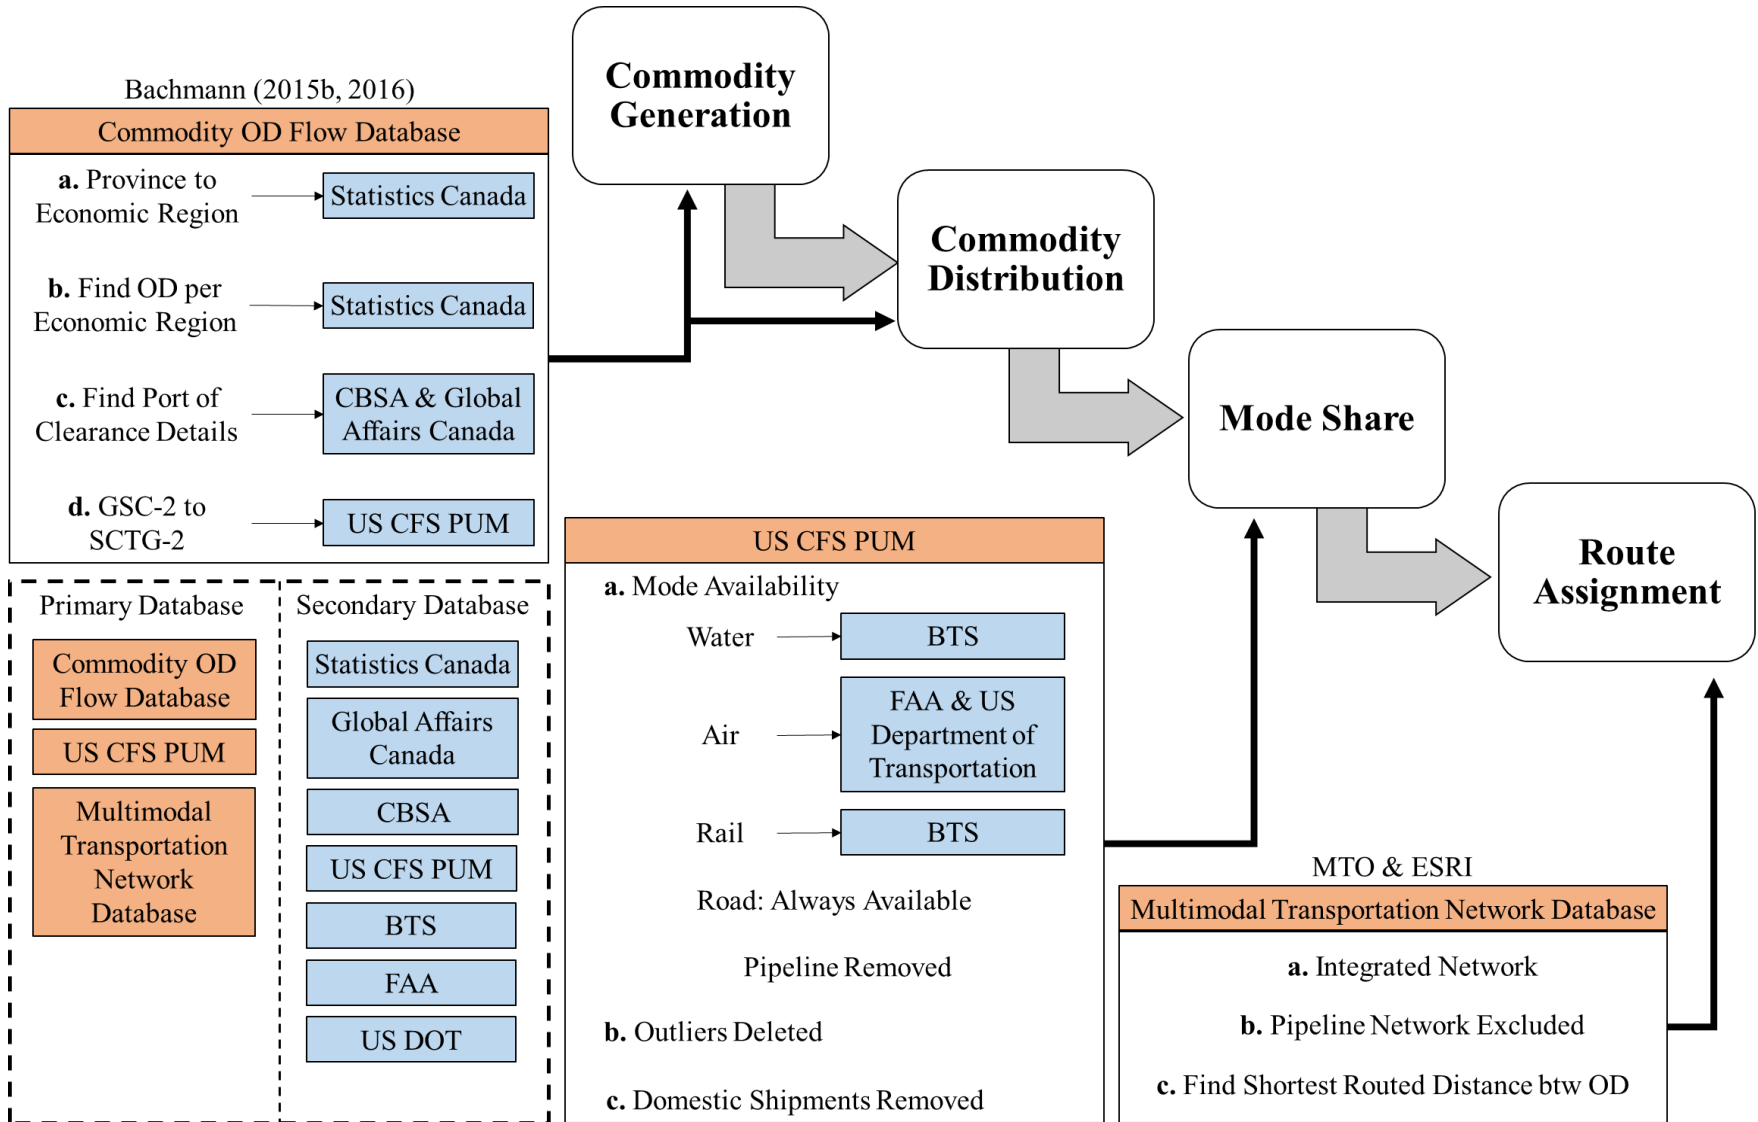 Commodity
Generation
Commodity
Distribution
Mode Share
Route
Assignment
Bachmann (2015b, 2016)
Commodity OD Flow Database
a. Province to
Economic Region
Statistics Canada
b. Find OD per
Economic Region
Statistics Canada
c. Find Port of
Clearance Details
CBSA & Global
Affairs Canada
d. GSC-2 to
SCTG-2
US CFS PUM
Primary Database
Commodity OD
Flow Database
US CFS PUM
Multimodal
Transportation
Network
Database
Secondary Database
Statistics Canada
Global Affairs
Canada
CBSA
US CFS PUM
BTS
FAA
US DOT
US CFS PUM
a. Mode Availability
Water
BTS
Air
FAA & US
Department of
Transportation
Rail
BTS
Road: Always Available
Pipeline Removed
b. Outliers Deleted
c. Domestic Shipments Removed
MTO & ESRI
Multimodal Transportation Network Database
a. Integrated Network
b. Pipeline Network Excluded
c. Find Shortest Routed Distance btw OD